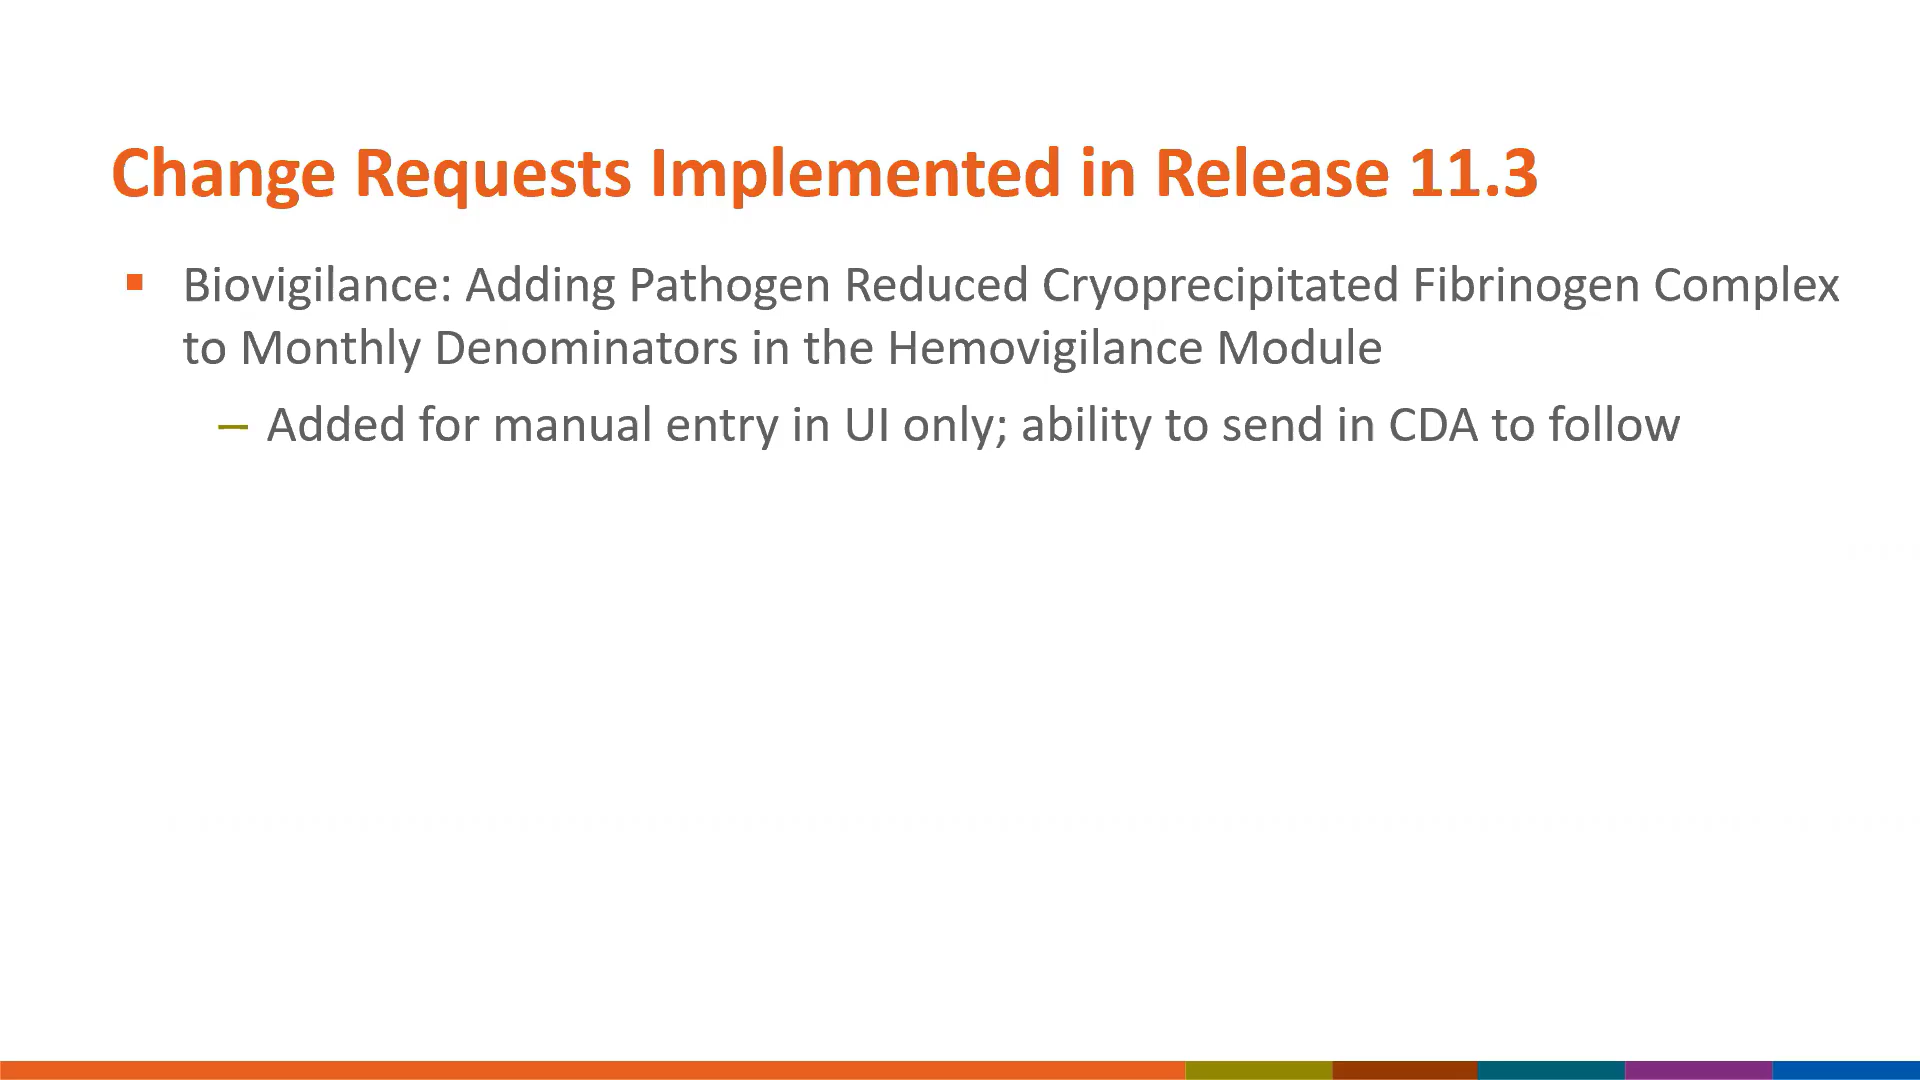 Change Requests Implemented in Release 11.3
▪ Biovigilance: Adding Pathogen Reduced Cryoprecipitated Fibrinogen Complex
to Monthly Denominators in the Hemovigilance Module
– Added for manual entry in UI only; ability to send in CDA to follow